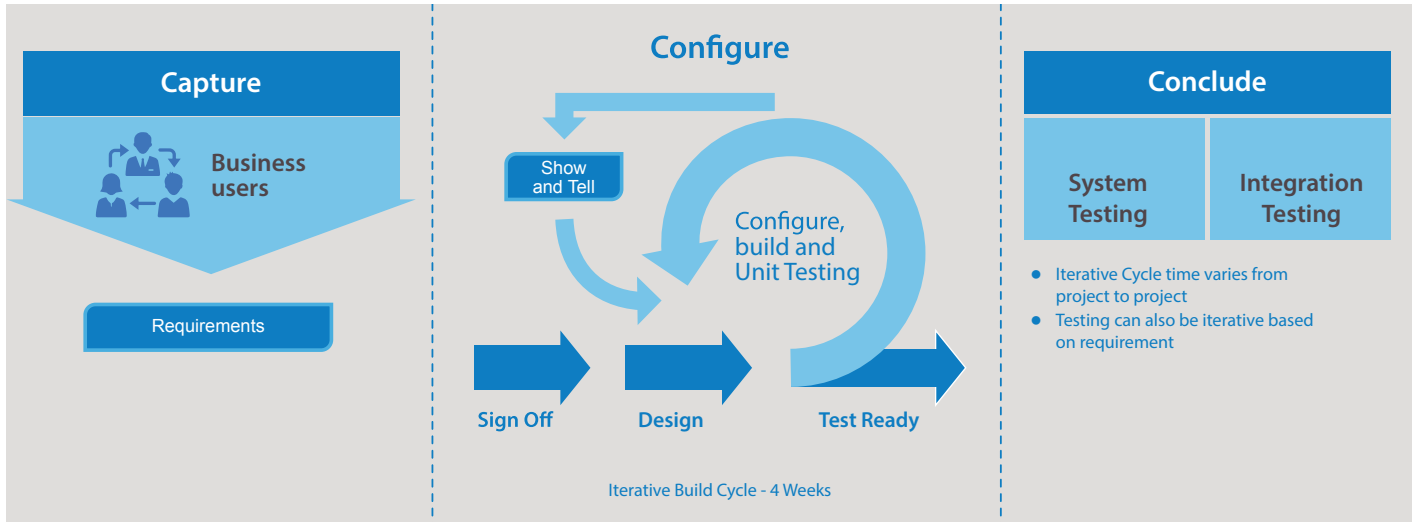 Capture
Business
users
Requirements
Configure
Show
and Tell
Configure,
build and
Unit Testing
Sign Off
Design
Test Ready
Iterative Build Cycle - 4 Weeks
Conclude
System
Testing
Integration
Testing
● Iterative Cycle time varies from
project to project
● Testing can also be iterative based
on requirement